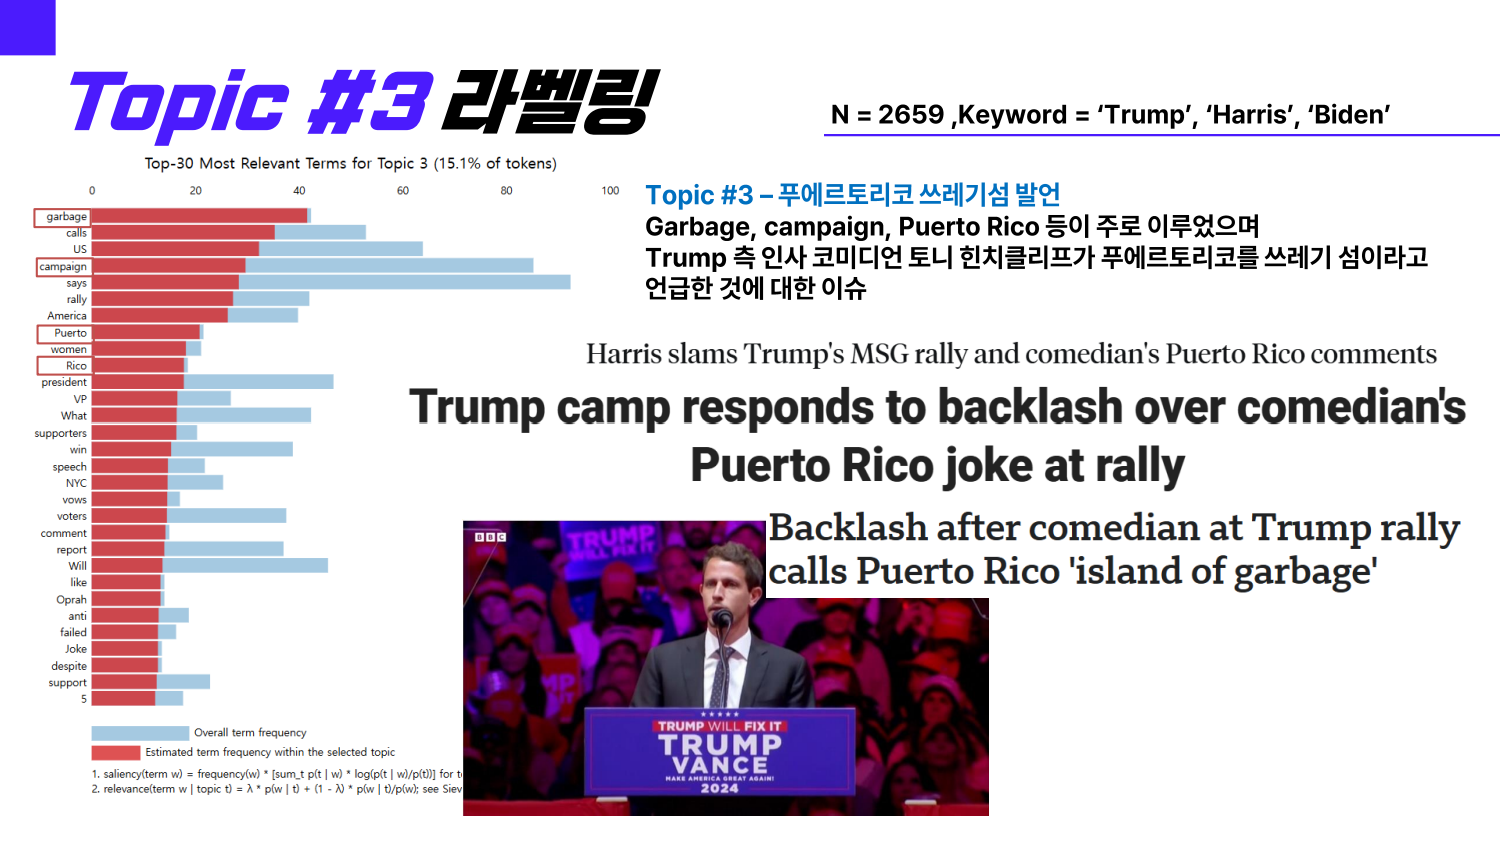 Topic #3 라벨링
N = 2659 ,Keyword = ‘Trump’, ‘Harris’, ‘Biden’
Top-30 Most Relevant Terms for Topic 3 (15.1% of tokens)
0 20 40 60 80 100
garbage
calls
US
campaign
says
rally
America
Puerto
women
Rico
president
VP
What
supporters
win
speech
NYC
vows
voters
comment
report
Will
like
Oprah
anti
failed
Joke
despite
support
5
Overall term frequency
Estimated term frequency within the selected topic
1. saliency(term w) = frequency(w) * [sum_t p(t | w) * log(p(t | w)/p(t))] for t
2. relevance(term w | topic t) = λ * p(w | t) + (1 - λ) * p(w | t)/p(w); see Siev
Topic #3 – 푸에르토리코 쓰레기섬 발언
Garbage, campaign, Puerto Rico 등이 주로 이루었으며
Trump 측 인사 코미디언 토니 힌치클리프가 푸에르토리코를 쓰레기 섬이라고
언급한 것에 대한 이슈
Harris slams Trump's MSG rally and comedian's Puerto Rico comments
Trump camp responds to backlash over comedian's
Puerto Rico joke at rally
Backlash after comedian at Trump rally
calls Puerto Rico 'island of garbage'
BBC
TRUMP
WILL FIX IT
TRUMP WILL FIX IT
TRUMP
VANCE
MAKE AMERICA GREAT AGAIN!
2024